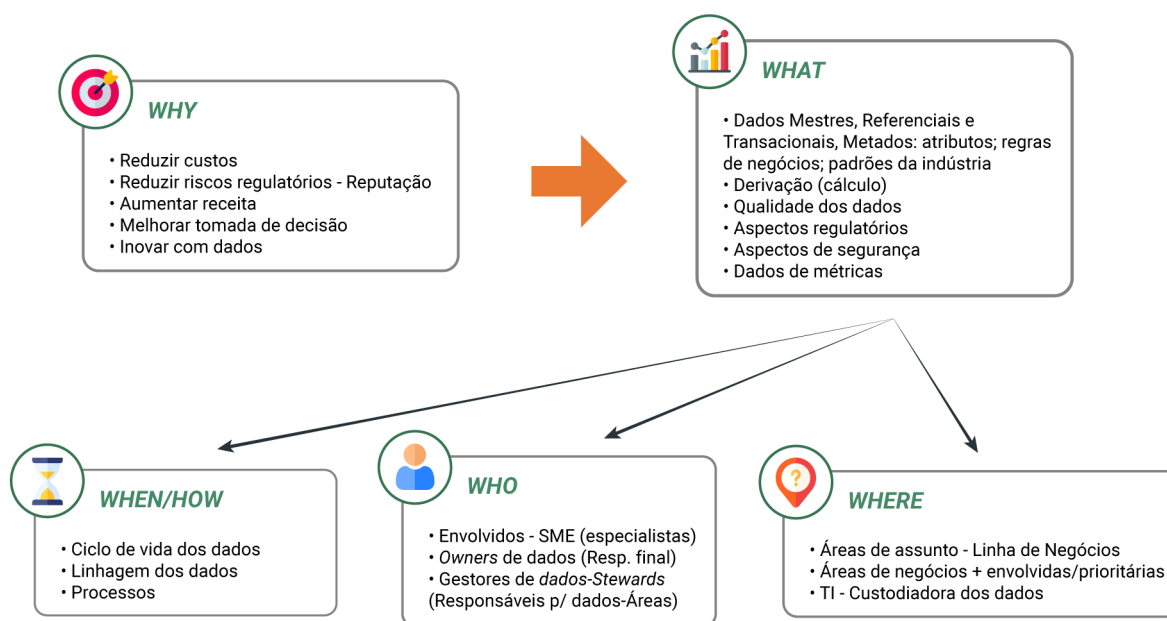 WHY
• Reduzir custos
• Reduzir riscos regulatórios - Reputação
• Aumentar receita
• Melhorar tomada de decisão
• Inovar com dados
WHAT
• Dados Mestres, Referenciais e
Transacionais, Metados: atributos; regras
de negócios; padrões da indústria
• Derivação (cálculo)
• Qualidade dos dados
• Aspectos regulatórios
• Aspectos de segurança
• Dados de métricas
WHEN/HOW
• Ciclo de vida dos dados
• Linhagem dos dados
• Processos
WHO
• Envolvidos - SME (especialistas)
• Owners de dados (Resp. final)
• Gestores de dados-Stewards
(Responsáveis p/ dados-Áreas)
WHERE
• Áreas de assunto - Linha de Negócios
• Áreas de negócios + envolvidas/prioritárias
• TI - Custodiadora dos dados
?